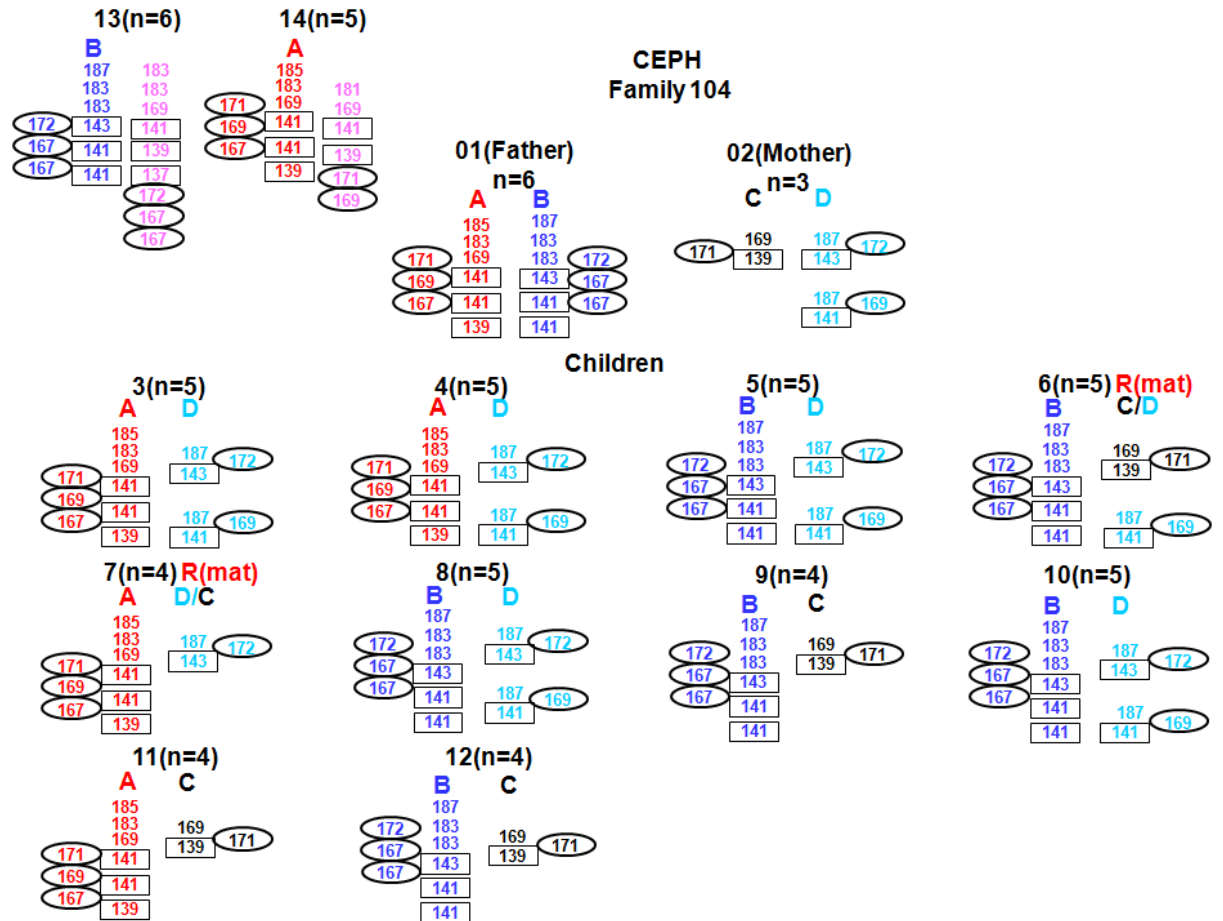 13(n=6) 14(n=5)
B A
187 183 185
183 183 183 181
183 169 171 169 169
172 143 141 169 141 141
167 141 139 167 141 139
167 141 137 139 171
172 169
167
167
CEPH
Family 104
01(Father) 02(Mother)
n=6 n=3
A B C D
185 187
183 183 169 187 172
171 169 183 172 171 139 143
169 141 143 167
167 141 141 167 187 169
139 141 141
Children
3(n=5) 4(n=5) 5(n=5) 6(n=5) R(mat)
A D A D B D B C/D
185 185 187 187
183 187 172 183 187 172 183 187 172 183 169 171
169 143 169 143 183 143 183 139
171 141 171 141 172 143 172 143
169 169 167 167
167 141 187 169 167 141 187 169 167 141 187 169 167 141 187 169
139 141 139 141 141 141 141 141
7(n=4) R(mat) 8(n=5) 9(n=4) 10(n=5)
A D/C B D B C B D
185 187 187 187
183 187 172 183 187 172 183 169 171 183 187 172
169 143 172 183 143 172 183 139 172 183 143
171 141 167 143 167 143 167 143
169 141 167 141 187 169 167 141 167 141 187 169
167 139 141 141 141 141 141
11(n=4) 12(n=4)
A C B C
185 187
183 169 171 172 183 169 171
169 139 183 139
171 141 167 143
169 141 167 141
167 139 141